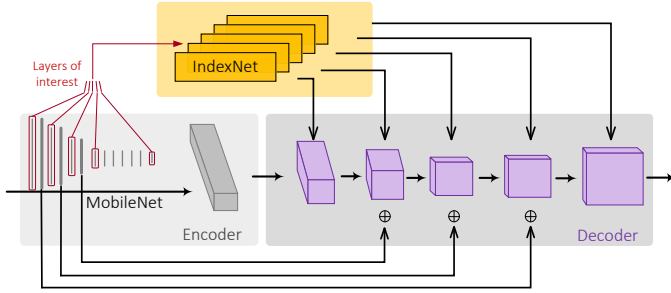 Layers of
interest
IndexNet
MobileNet
Encoder
Decoder